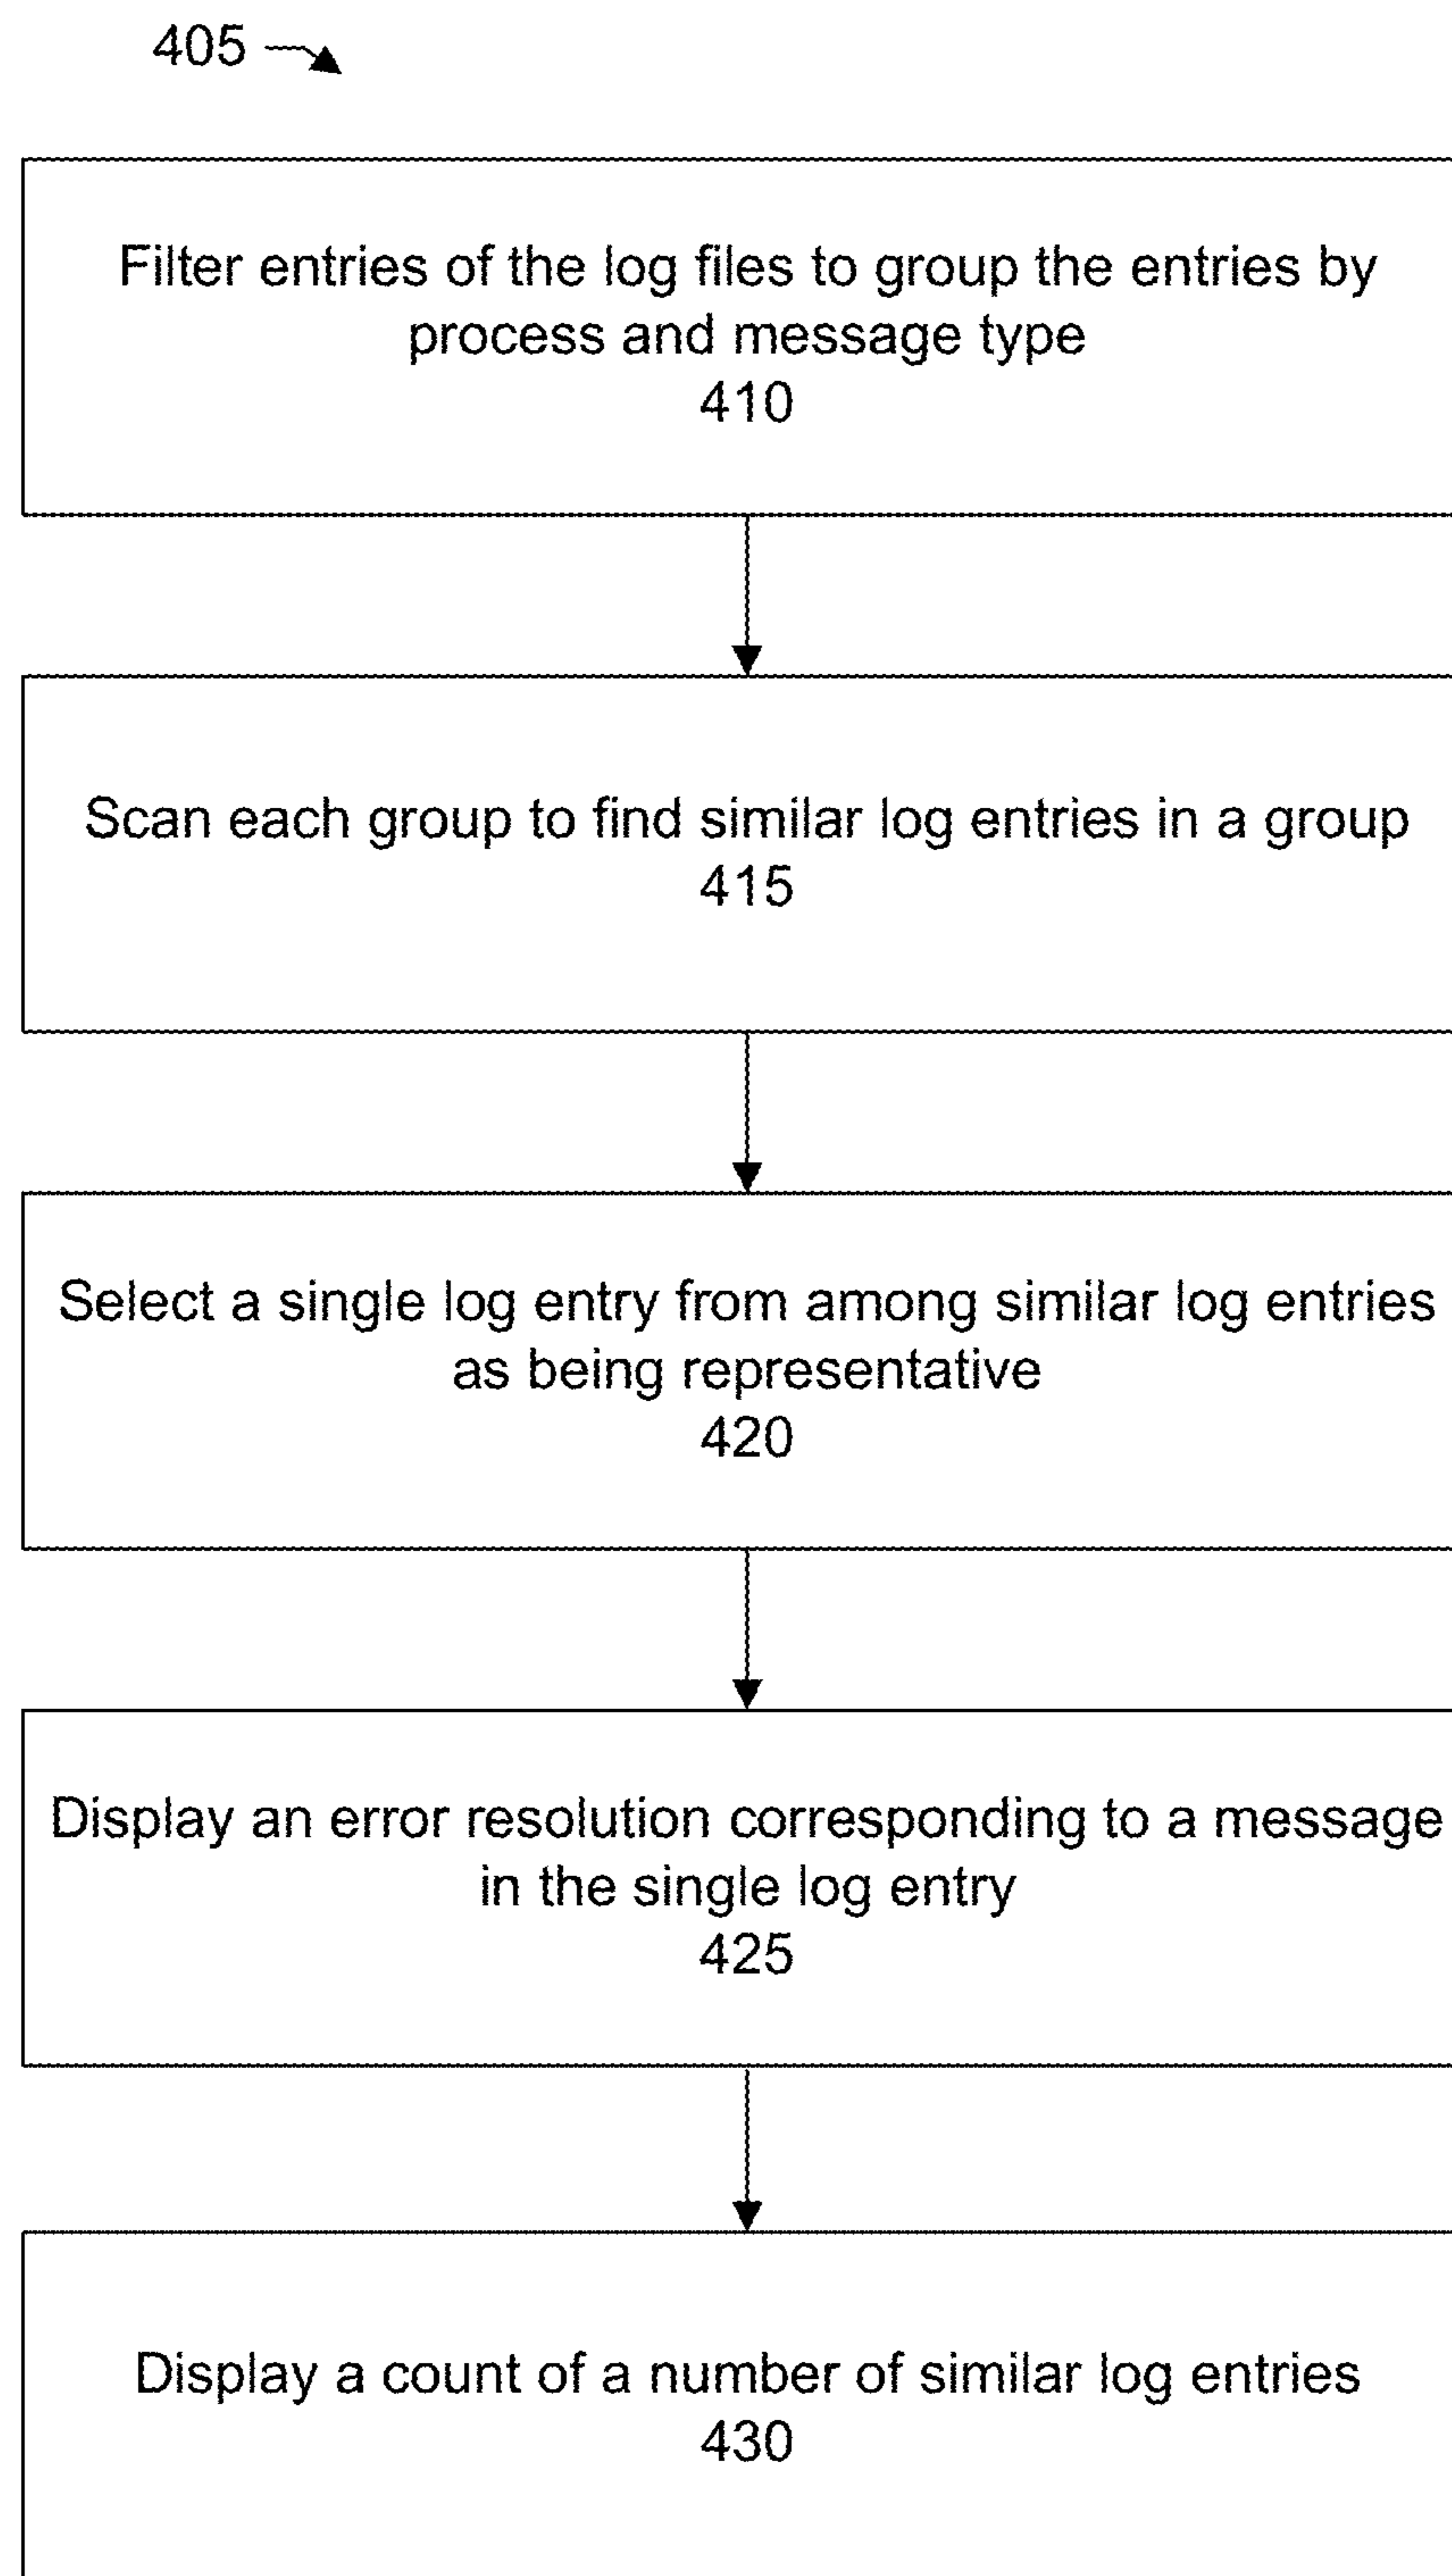 405
Filter entries of the log files to group the entries by
process and message type
410
Scan each group to find similar log entries in a group
415
Select a single log entry from among similar log entries
as being representative
420
Display an error resolution corresponding to a message
in the single log entry
425
Display a count of a number of similar log entries
430